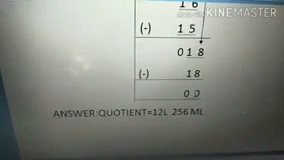 1 6
KINEMASTER
(-) 1 5
0 1 8
(-) 1 8
0 0
ANSWER:QUOTIENT=12L 256 ML